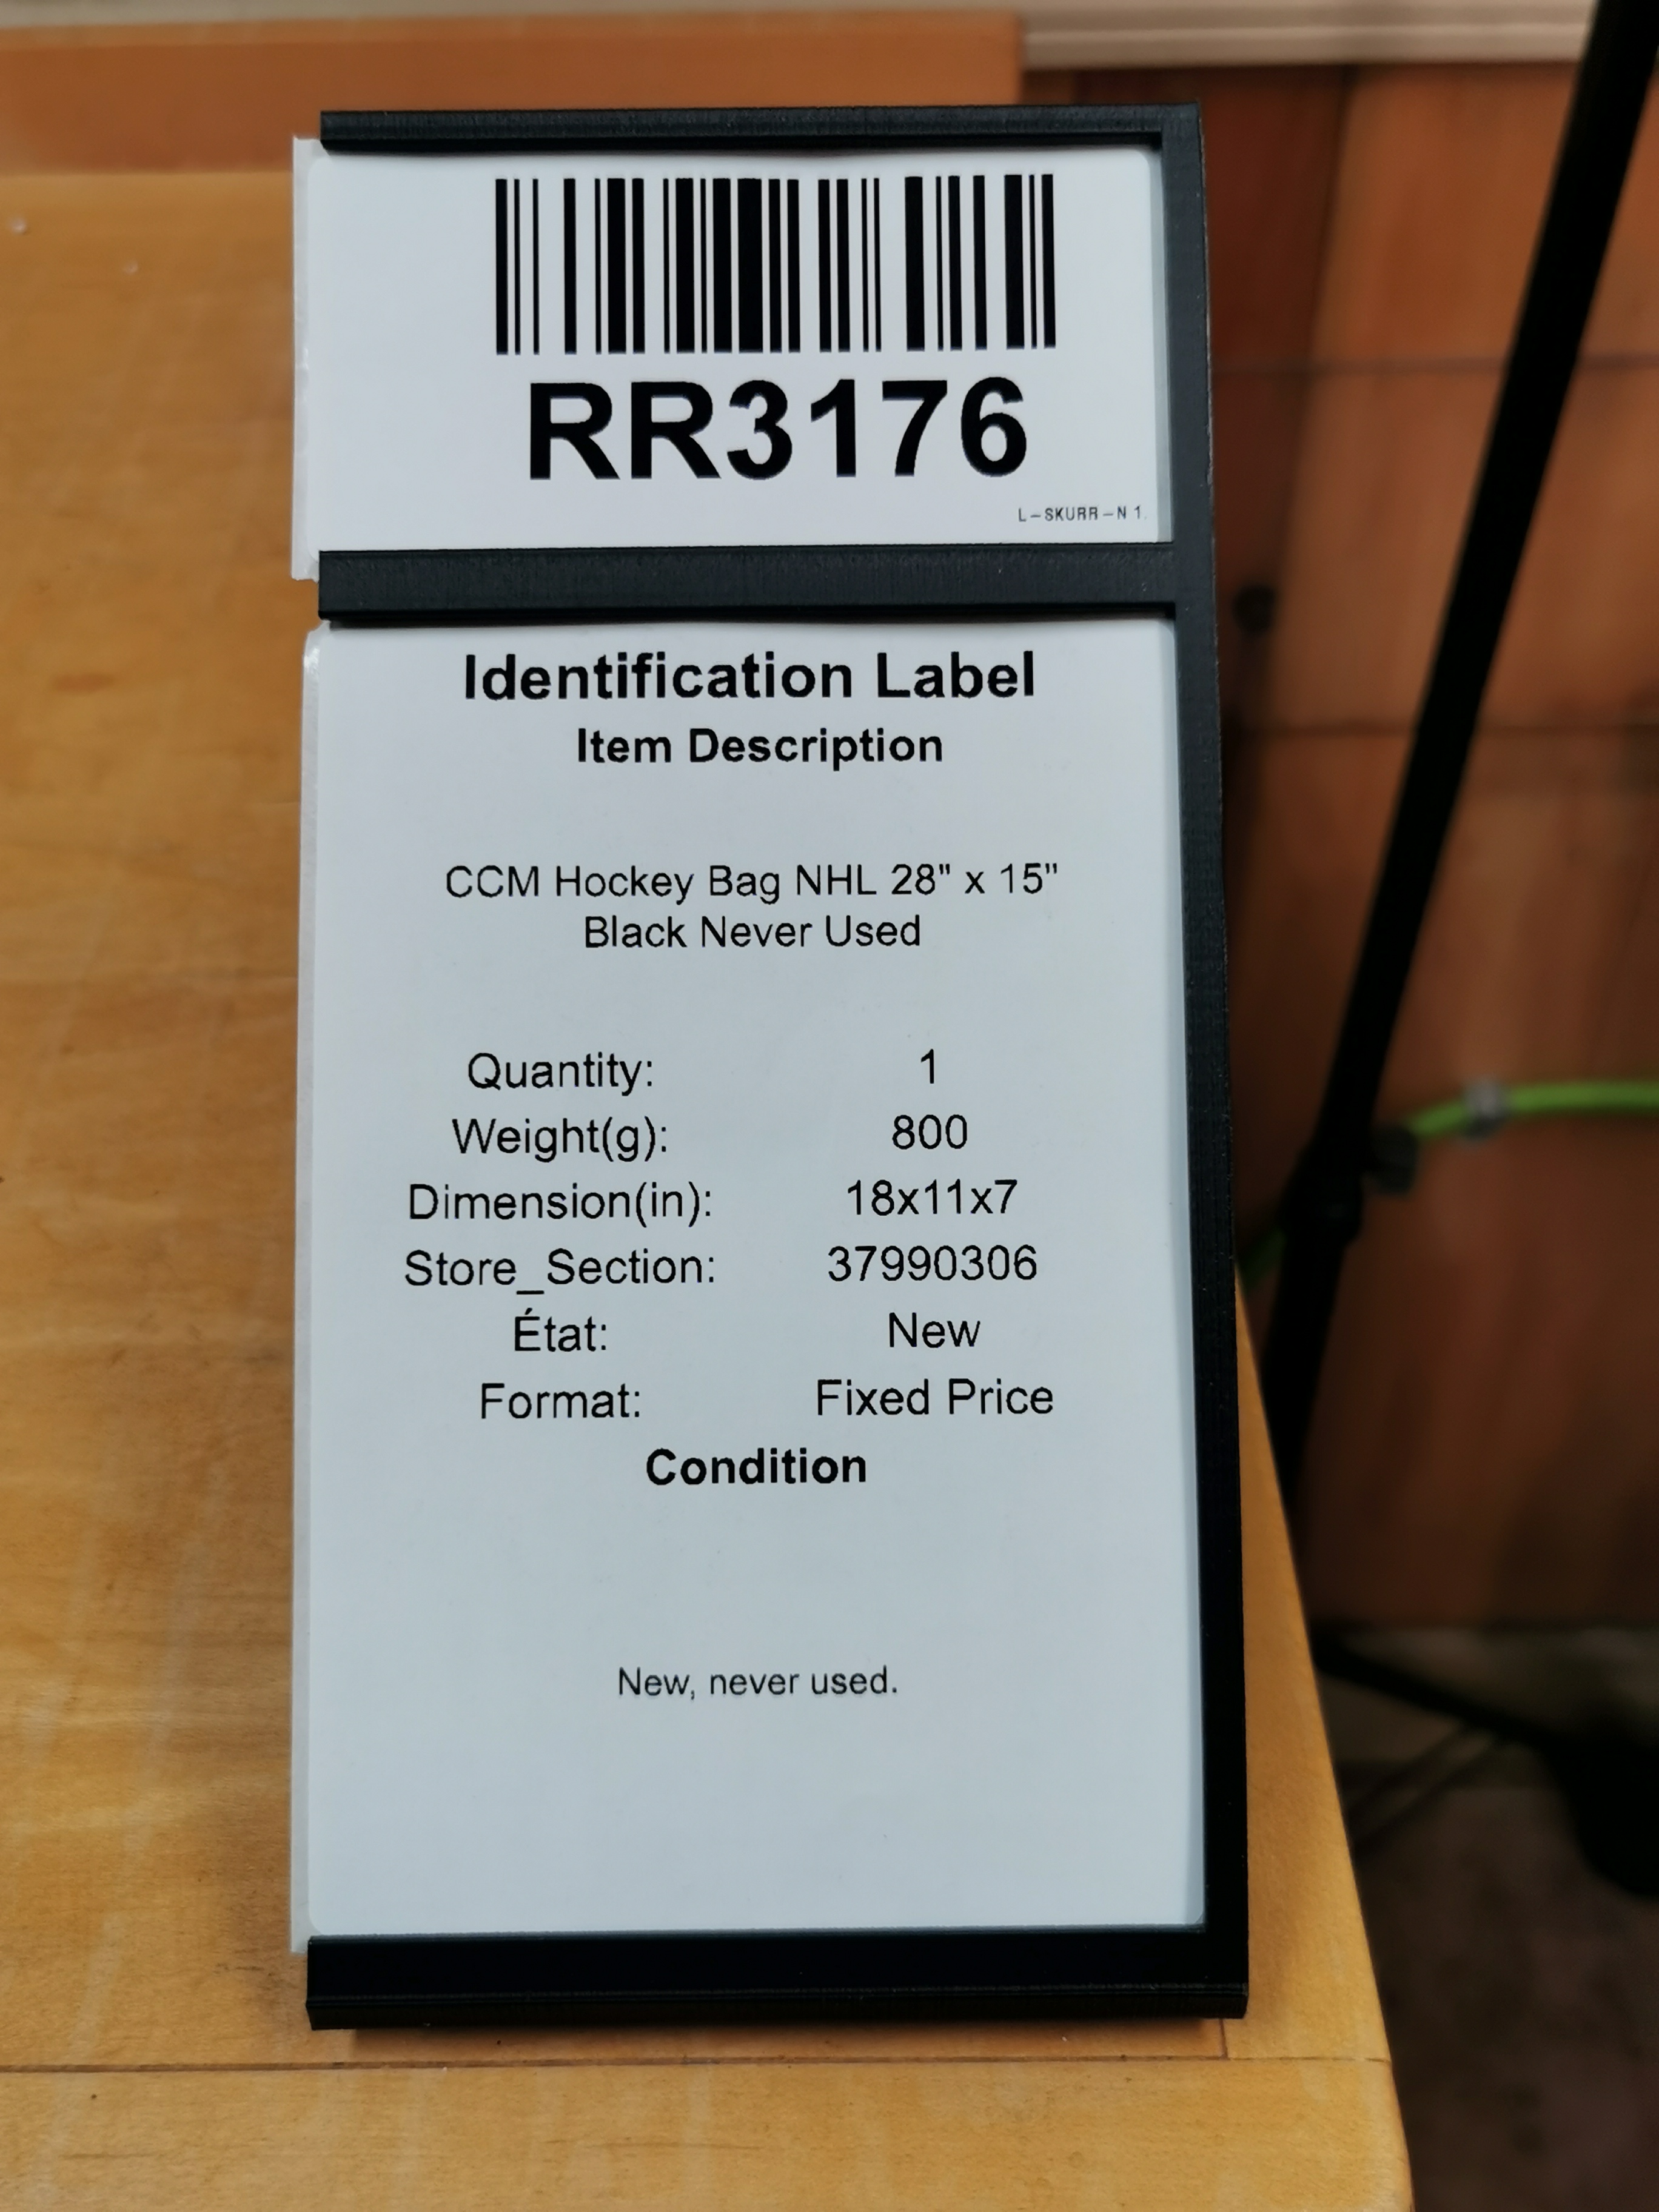 RR3176
L-SKURR-N 1.
Identification Label
Item Description
CCM Hockey Bag NHL 28" x 15"
Black Never Used
Quantity: 1
Weight(g): 800
Dimension(in): 18x11x7
Store_Section: 37990306
État: New
Format: Fixed Price
Condition
New, never used.